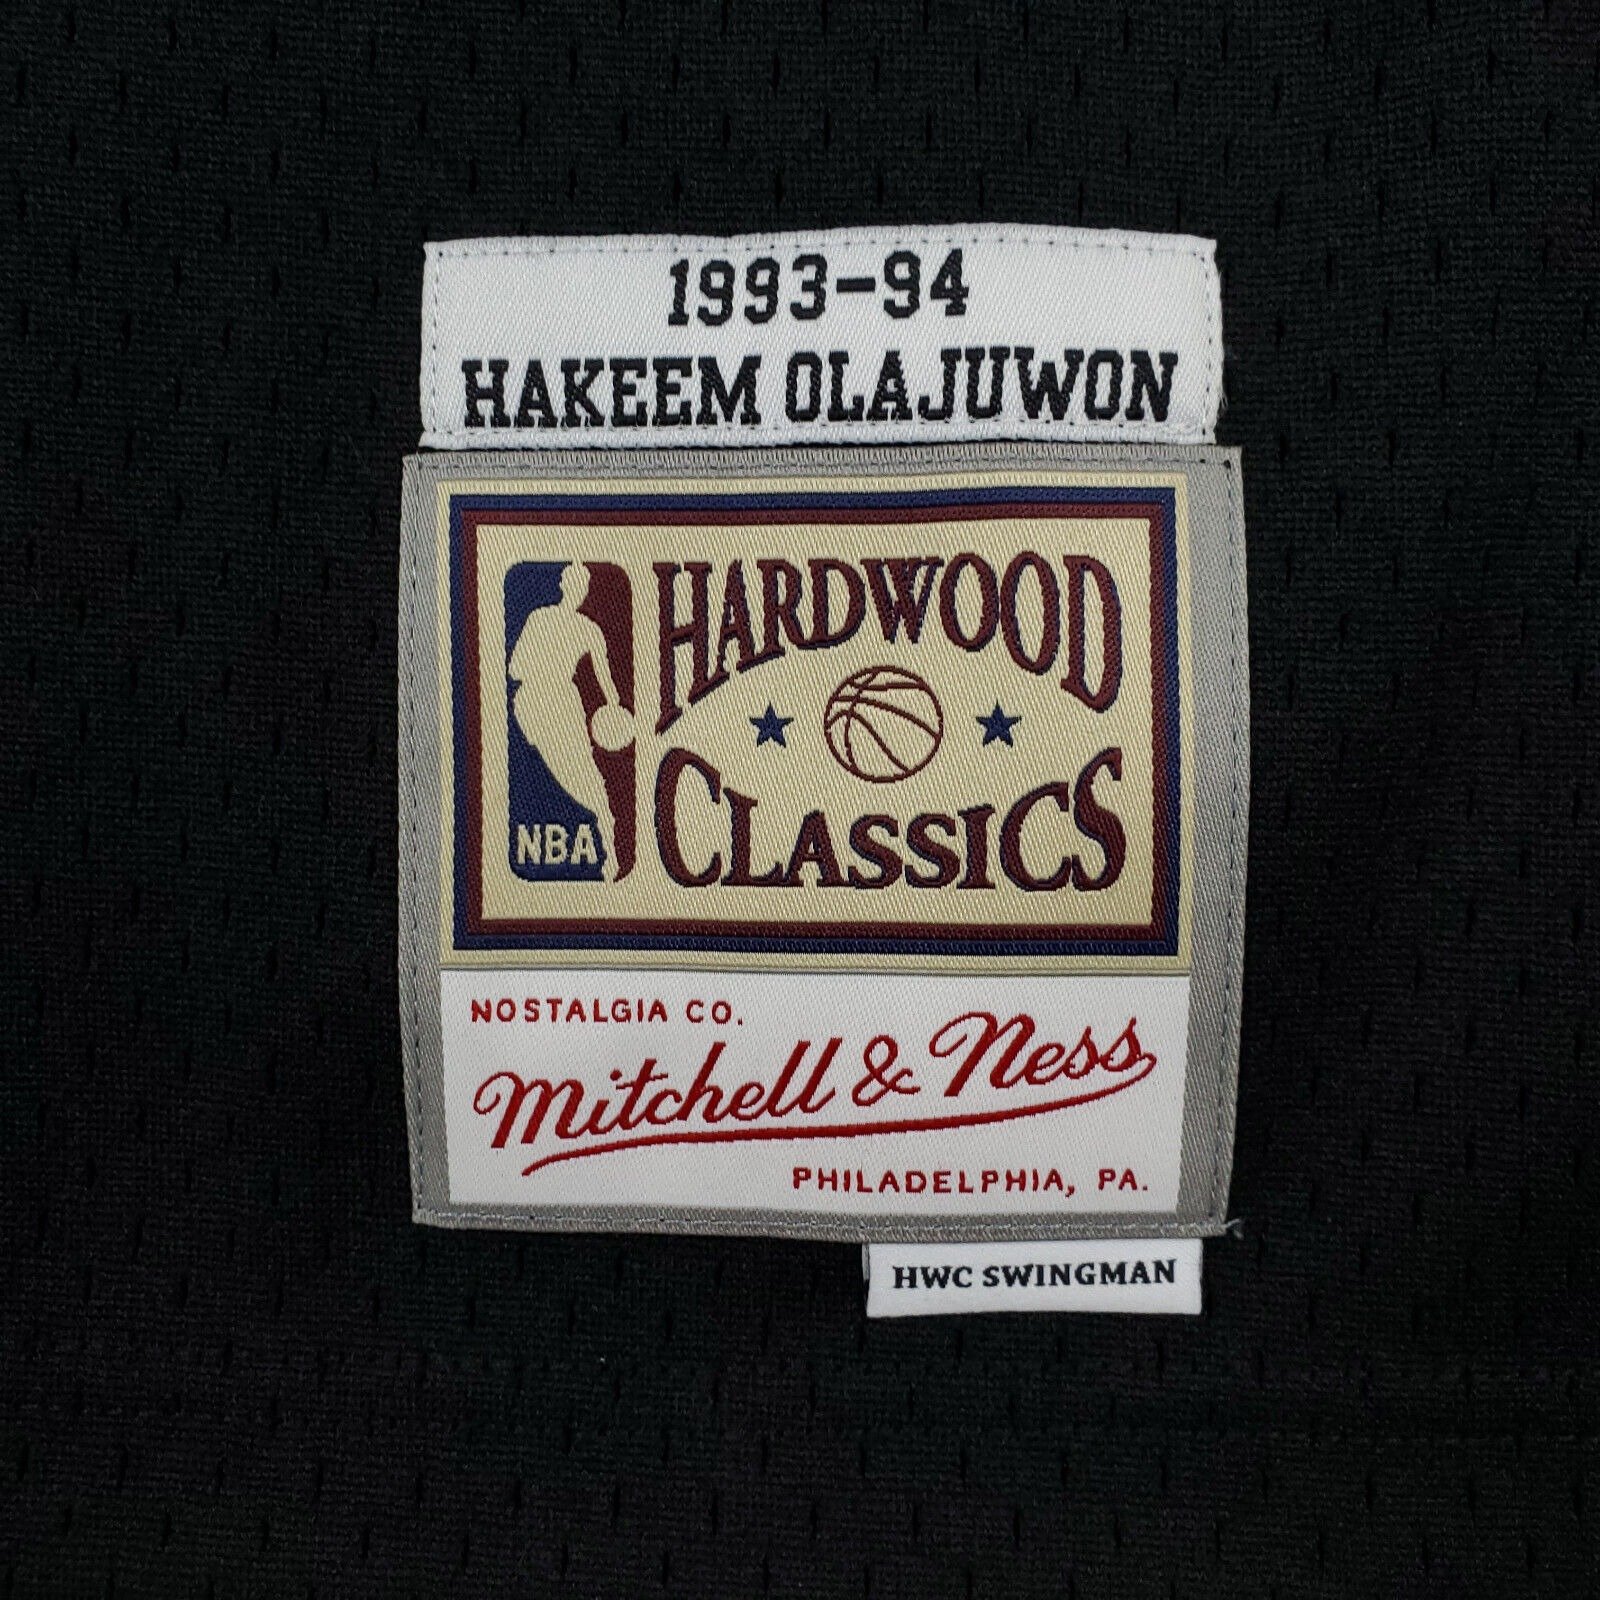 1993-94
HAKEEM OLAJUWON
HARDWOOD
CLASSICS
NBA
NOSTALGIA CO.
Mitchell & Ness
PHILADELPHIA, PA.
HWC SWINGMAN